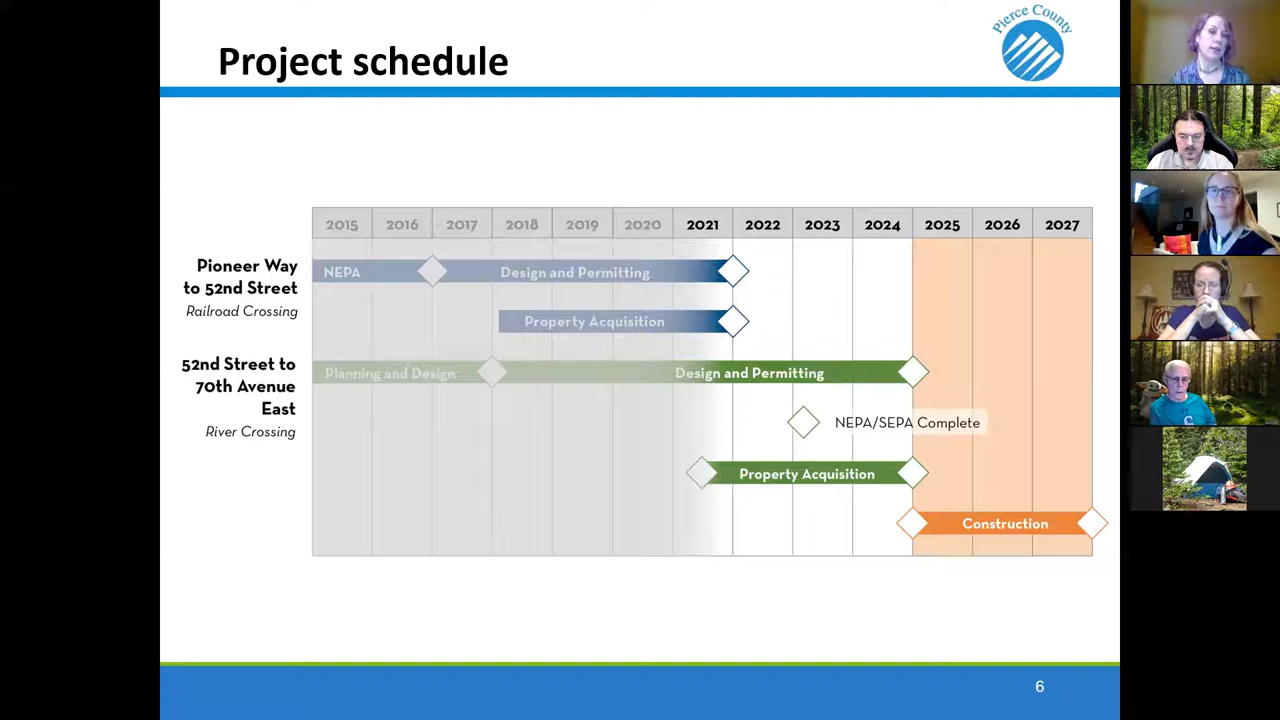 Project schedule
Pierce County
2015 2016 2017 2018 2019 2020 2021 2022 2023 2024 2025 2026 2027
Pioneer Way
to 52nd Street
Railroad Crossing
NEPA
Design and Permitting
Property Acquisition
52nd Street to
70th Avenue
East
River Crossing
Planning and Design
Design and Permitting
NEPA/SEPA Complete
Property Acquisition
Construction
6